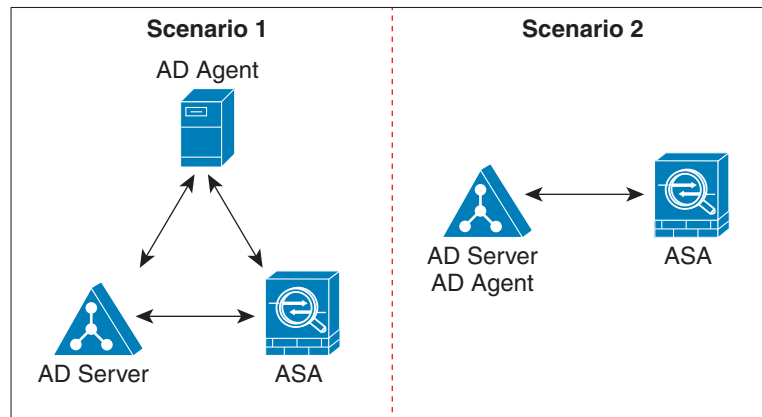 Scenario 1
AD Agent
AD Server
ASA
Scenario 2
AD Server
AD Agent
ASA